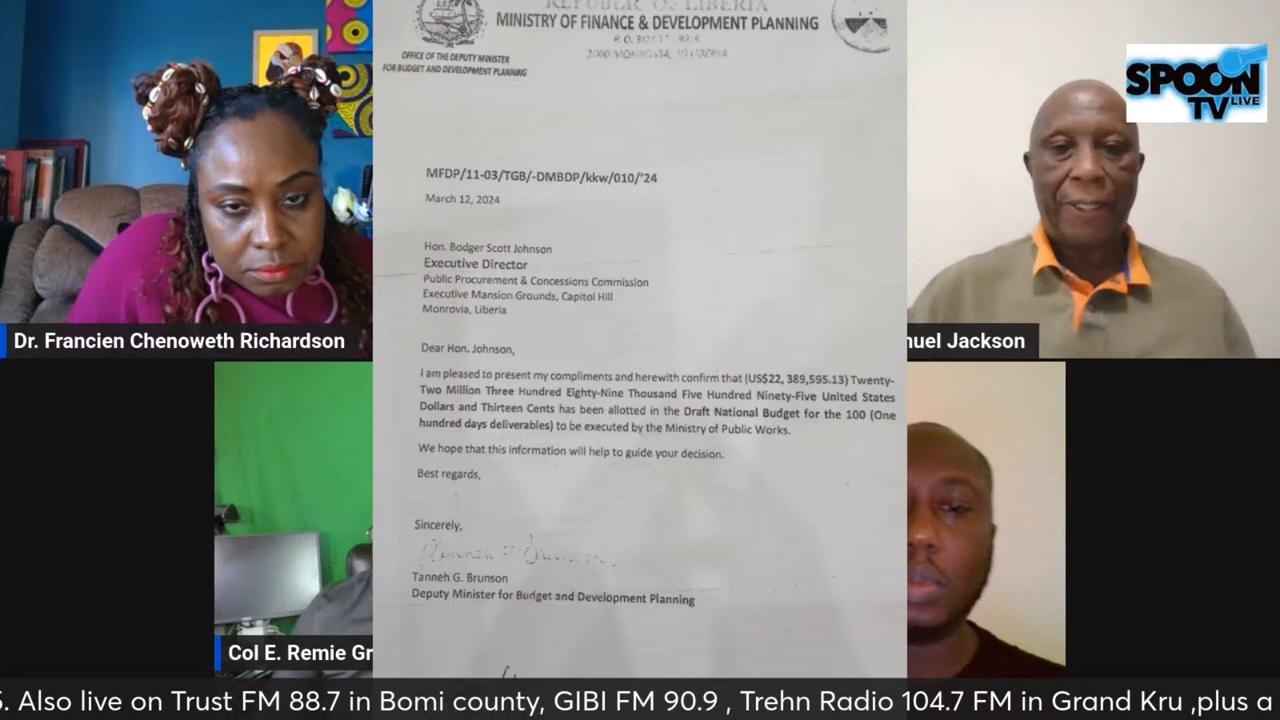 REPUBLIC OF LIBERIA
MINISTRY OF FINANCE & DEVELOPMENT PLANNING
OFFICE OF THE DEPUTY MINISTER
FOR BUDGET AND DEVELOPMENT PLANNING
MFDP/11-03/TGB/-DMBDP/kkw/010/'24
March 12, 2024
Hon. Bodger Scott Johnson
Executive Director
Public Procurement & Concessions Commission
Executive Mansion Grounds, Capitol Hill
Monrovia, Liberia
Dear Hon. Johnson,
I am pleased to present my compliments and herewith confirm that (US$22, 389,595.13) Twenty-
Two Million Three Hundred Eighty-Nine Thousand Five Hundred Ninety-Five United States
Dollars and Thirteen Cents has been allotted in the Draft National Budget for the 100 (One
hundred days deliverables) to be executed by the Ministry of Public Works.
We hope that this information will help to guide your decision.
Best regards,
Sincerely,
Tanneh G. Brunson
Deputy Minister for Budget and Development Planning
SPOON
TV LIVE
Dr. Francien Chenoweth Richardson
nuel Jackson
Col E. Remie Gr
5. Also live on Trust FM 88.7 in Bomi county, GIBI FM 90.9 , Trehn Radio 104.7 FM in Grand Kru ,plus a